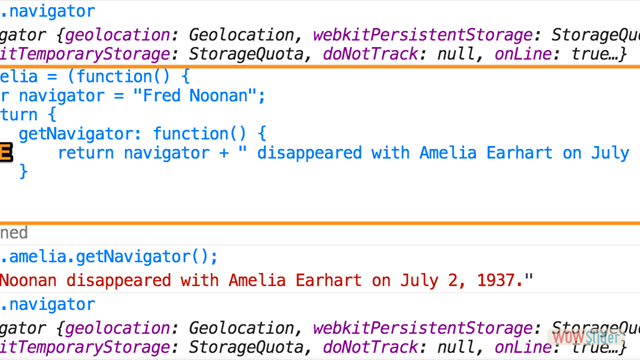 .navigator
gator {geolocation: Geolocation, webkitPersistentStorage: StorageQuo
itTemporaryStorage: StorageQuota, doNotTrack: null, onLine: true…}
elia = (function() {
r navigator = "Fred Noonan";
turn {
getNavigator: function() {
E return navigator + " disappeared with Amelia Earhart on July
}
ned
.amelia.getNavigator();
Noonan disappeared with Amelia Earhart on July 2, 1937."
.navigator
gator {geolocation: Geolocation, webkitPersistentStorage: StorageQuo
itTemporaryStorage: StorageQuota, doNotTrack: null, onLine: true…}
WOWSlider